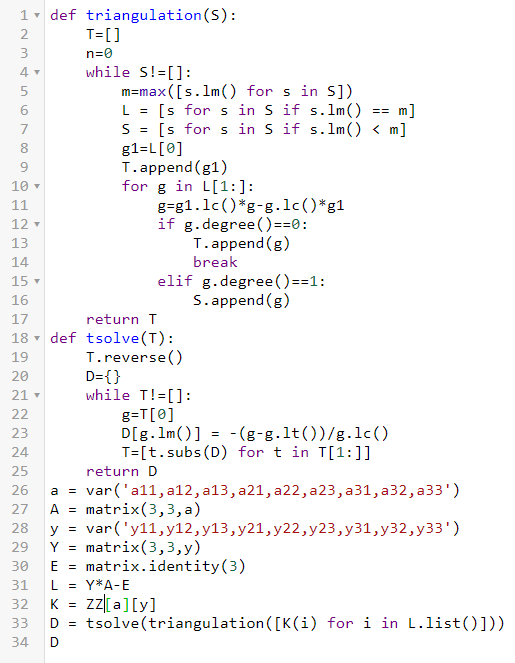 1 def triangulation(S):
2 T=[]
3 n=0
4 while S!=[]:
5 m=max([s.lm() for s in S])
6 L = [s for s in S if s.lm() == m]
7 S = [s for s in S if s.lm() < m]
8 g1=L[0]
9 T.append(g1)
10 for g in L[1:]:
11 g=g1.lc()*g-g.lc()*g1
12 if g.degree()==0:
13 T.append(g)
14 break
15 elif g.degree()==1:
16 S.append(g)
17 return T
18 def tsolve(T):
19 T.reverse()
20 D={}
21 while T!=[]:
22 g=T[0]
23 D[g.lm()] = -(g-g.lt())/g.lc()
24 T=[t.subs(D) for t in T[1:]]
25 return D
26 a = var('a11,a12,a13,a21,a22,a23,a31,a32,a33')
27 A = matrix(3,3,a)
28 y = var('y11,y12,y13,y21,y22,y23,y31,y32,y33')
29 Y = matrix(3,3,y)
30 E = matrix.identity(3)
31 L = Y*A-E
32 K = ZZ[a][y]
33 D = tsolve(triangulation([K(i) for i in L.list()]))
34 D